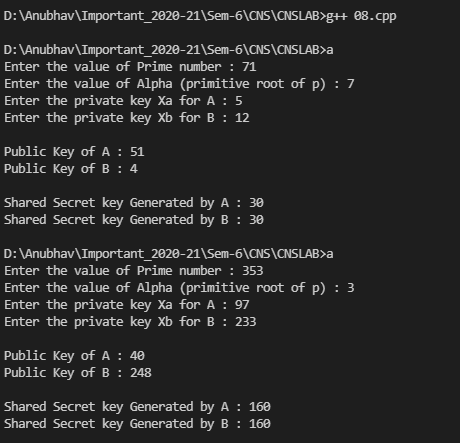 D:\Anubhav\Important_2020-21\Sem-6\CNS\CNSLAB>g++ 08.cpp
D:\Anubhav\Important_2020-21\Sem-6\CNS\CNSLAB>a
Enter the value of Prime number : 71
Enter the value of Alpha (primitive root of p) : 7
Enter the private key Xa for A : 5
Enter the private key Xb for B : 12
Public Key of A : 51
Public Key of B : 4
Shared Secret key Generated by A : 30
Shared Secret key Generated by B : 30
D:\Anubhav\Important_2020-21\Sem-6\CNS\CNSLAB>a
Enter the value of Prime number : 353
Enter the value of Alpha (primitive root of p) : 3
Enter the private key Xa for A : 97
Enter the private key Xb for B : 233
Public Key of A : 40
Public Key of B : 248
Shared Secret key Generated by A : 160
Shared Secret key Generated by B : 160